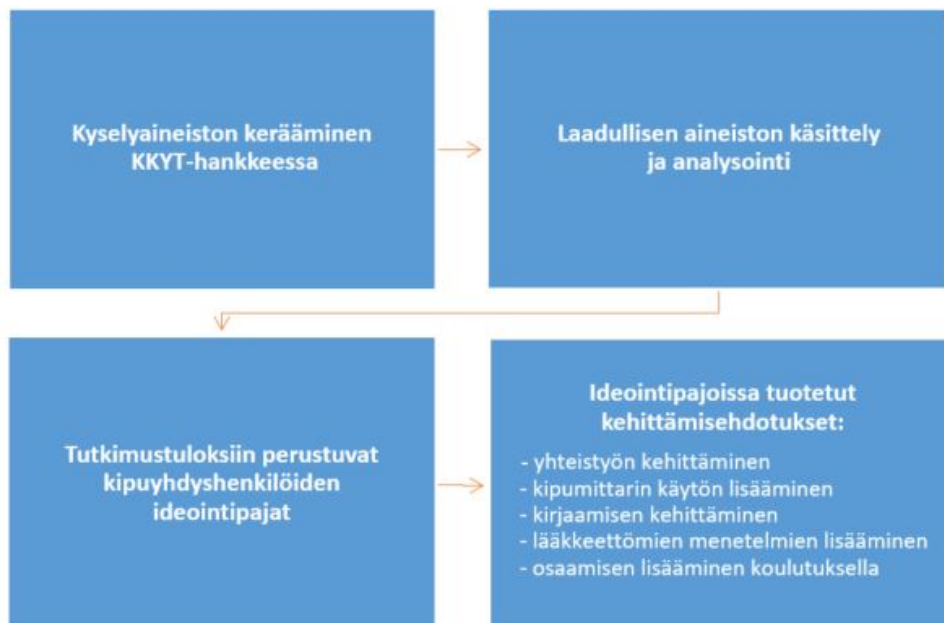 Kyselyaineiston kerääminen
KKYT-hankkeessa
Laadullisen aineiston käsittely
ja analysointi
Tutkimustuloksiin perustuvat
kipuyhdyshenkilöiden
ideointipajat
Ideointipajoissa tuotetut
kehittämisehdotukset:
- yhteistyön kehittäminen
- kipumittarin käytön lisääminen
- kirjaamisen kehittäminen
- lääkkeettömien menetelmien lisääminen
- osaamisen lisääminen koulutuksella